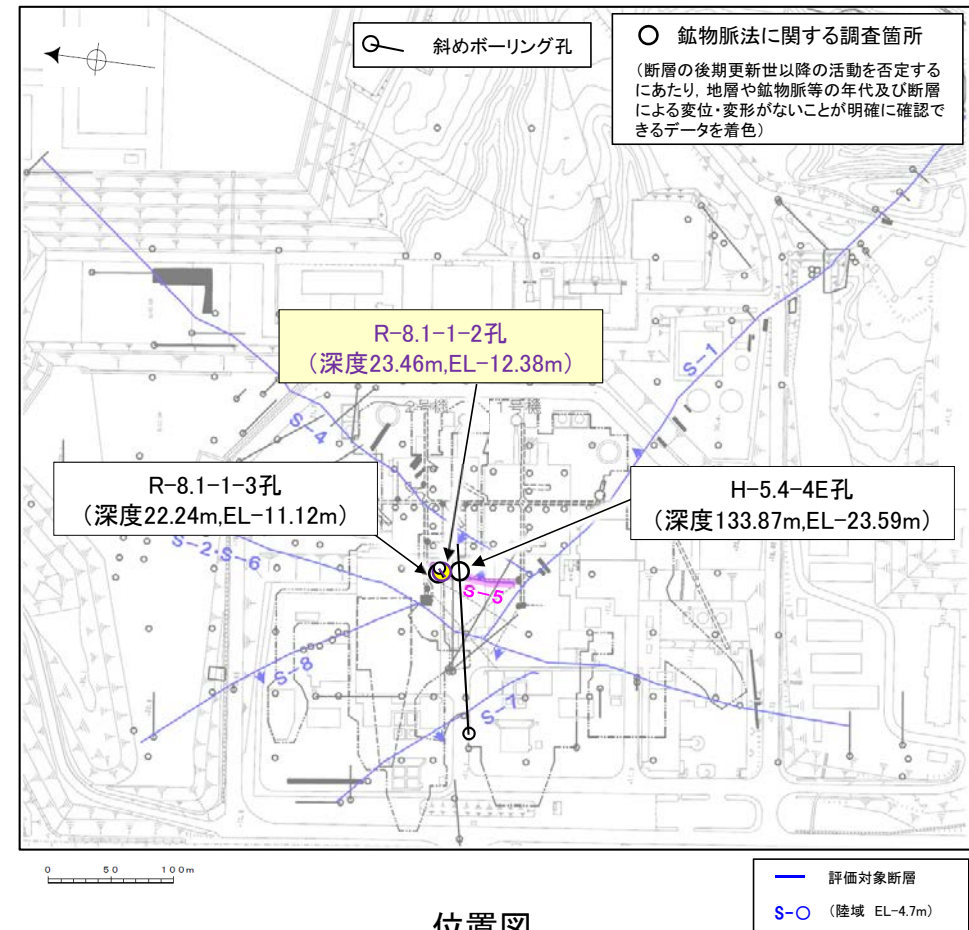 斜めボーリング孔
鉱物脈法に関する調査箇所
(断層の後期更新世以降の活動を否定する
にあたり, 地層や鉱物脈等の年代及び断層
による変位・変形がないことが明確に確認で
きるデータを着色)
R-8.1-1-2孔
(深度23.46m,EL-12.38m)
S-1
2号機
1号機
S-4
R-8.1-1-3孔
(深度22.24m,EL-11.12m)
H-5.4-4E孔
(深度133.87m,EL-23.59m)
S-2・S-6
S-5
S-8
S-7
0 50 100m
評価対象断層
S-○ (陸域 EL-4.7m)
位置図